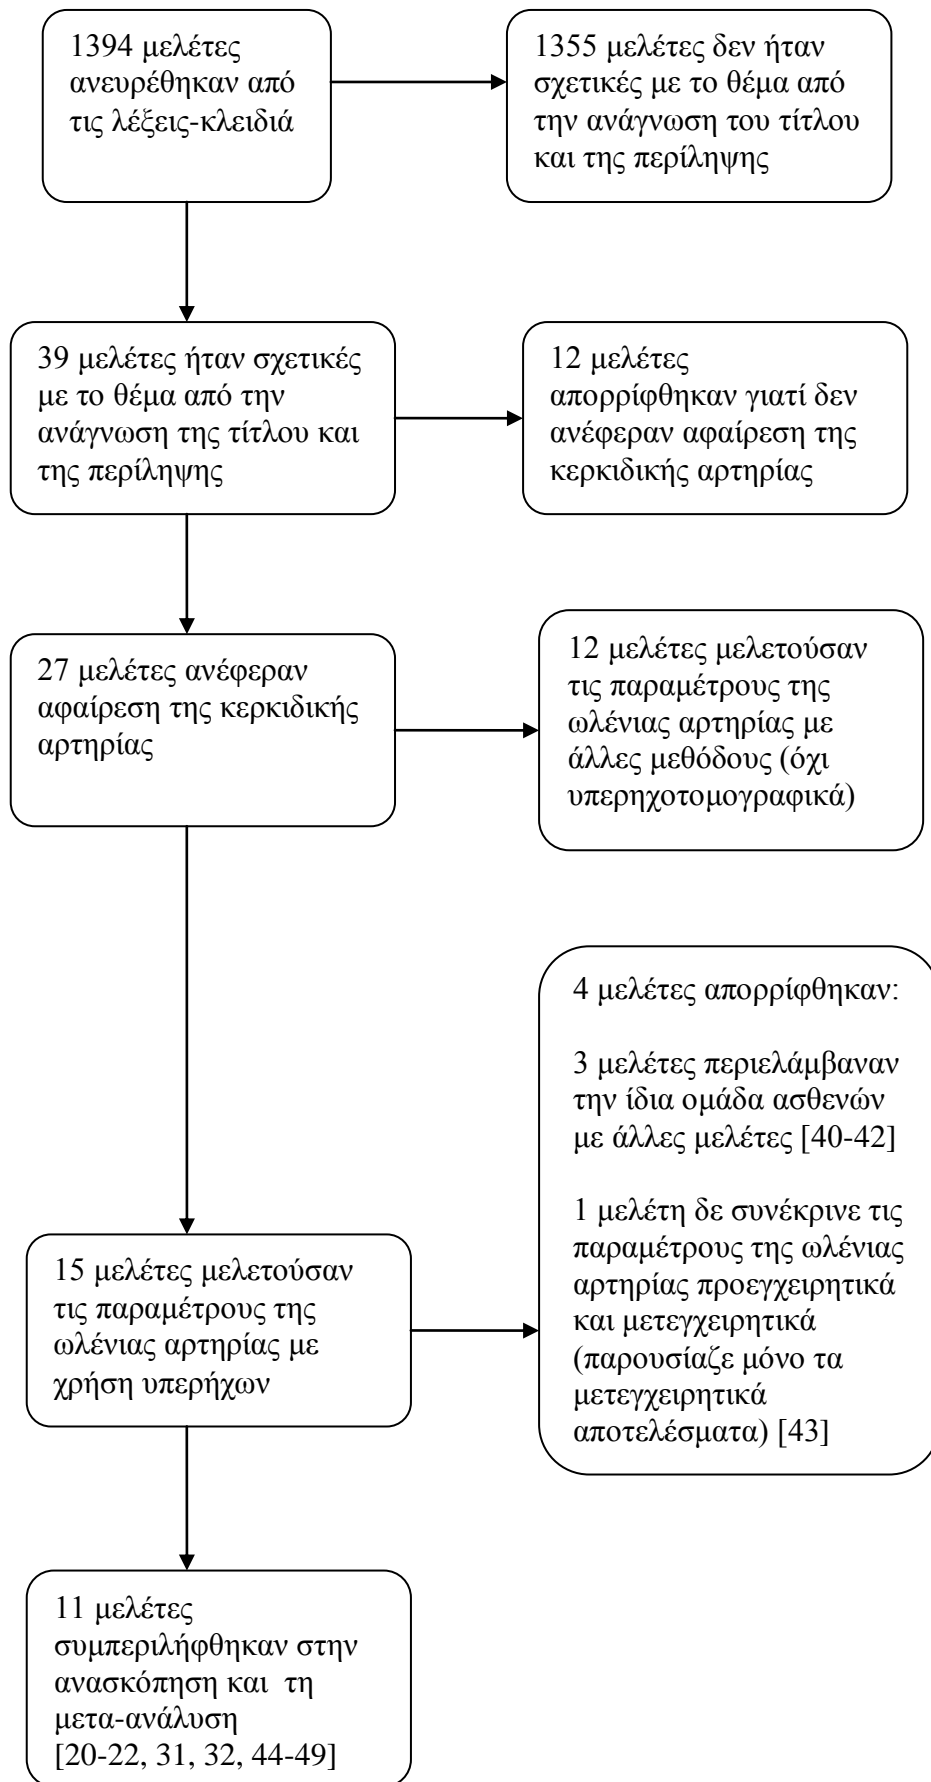 1394 μελέτες
ανευρέθηκαν από
τις λέξεις-κλειδιά
1355 μελέτες δεν ήταν
σχετικές με το θέμα από
την ανάγνωση του τίτλου
και της περίληψης
39 μελέτες ήταν σχετικές
με το θέμα από την
ανάγνωση της τίτλου και
της περίληψης
12 μελέτες
απορρίφθηκαν γιατί δεν
ανέφεραν αφαίρεση της
κερκιδικής αρτηρίας
27 μελέτες ανέφεραν
αφαίρεση της κερκιδικής
αρτηρίας
12 μελέτες μελετούσαν
τις παραμέτρους της
ωλένιας αρτηρίας με
άλλες μεθόδους (όχι
υπερηχοτομογραφικά)
4 μελέτες απορρίφθηκαν:
3 μελέτες περιελάμβαναν
την ίδια ομάδα ασθενών
με άλλες μελέτες [40-42]
1 μελέτη δε συνέκρινε τις
παραμέτρους της ωλένιας
αρτηρίας προεγχειρητικά
και μετεγχειρητικά
(παρουσίαζε μόνο τα
μετεγχειρητικά
αποτελέσματα) [43]
15 μελέτες μελετούσαν
τις παραμέτρους της
ωλένιας αρτηρίας με
χρήση υπερήχων
11 μελέτες
συμπεριλήφθηκαν στην
ανασκόπηση και τη
μετα-ανάλυση
[20-22, 31, 32, 44-49]